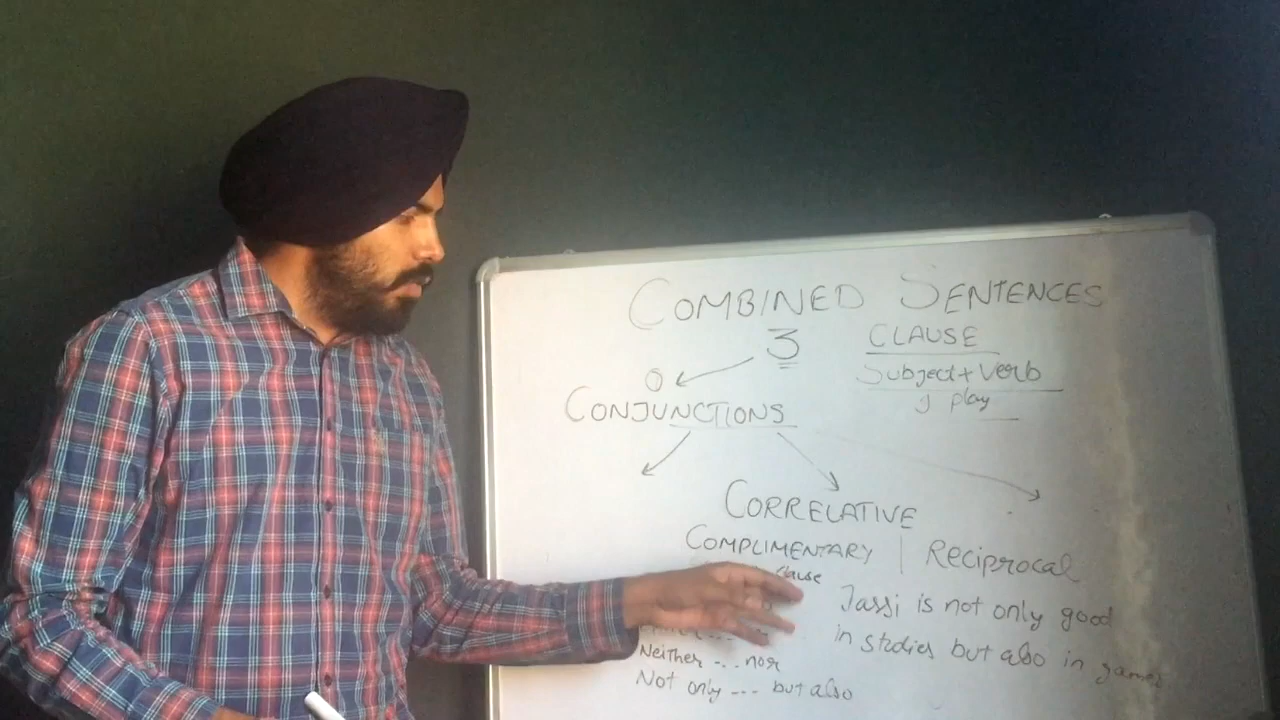 COMBINED SENTENCES
3
CLAUSE
Subject + Verb
I play
CONJUNCTIONS
CORRELATIVE
COMPLIMENTARY | RECIPROCAL
clause
Jassi is not only good
in studies but also in games
Neither --- nor
Not only --- but also